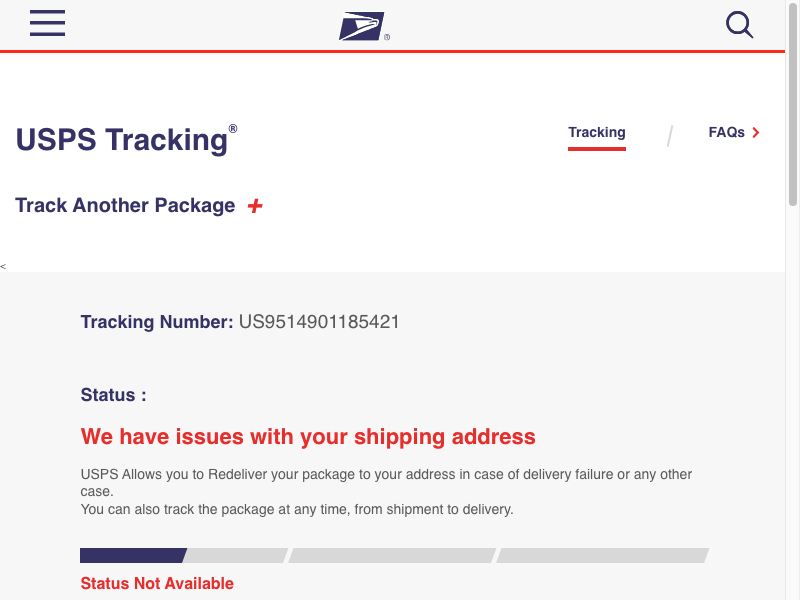 ®
USPS Tracking®
Tracking
FAQs
Track Another Package +
<
Tracking Number: US9514901185421
Status :
We have issues with your shipping address
USPS Allows you to Redeliver your package to your address in case of delivery failure or any other
case.
You can also track the package at any time, from shipment to delivery.
Status Not Available